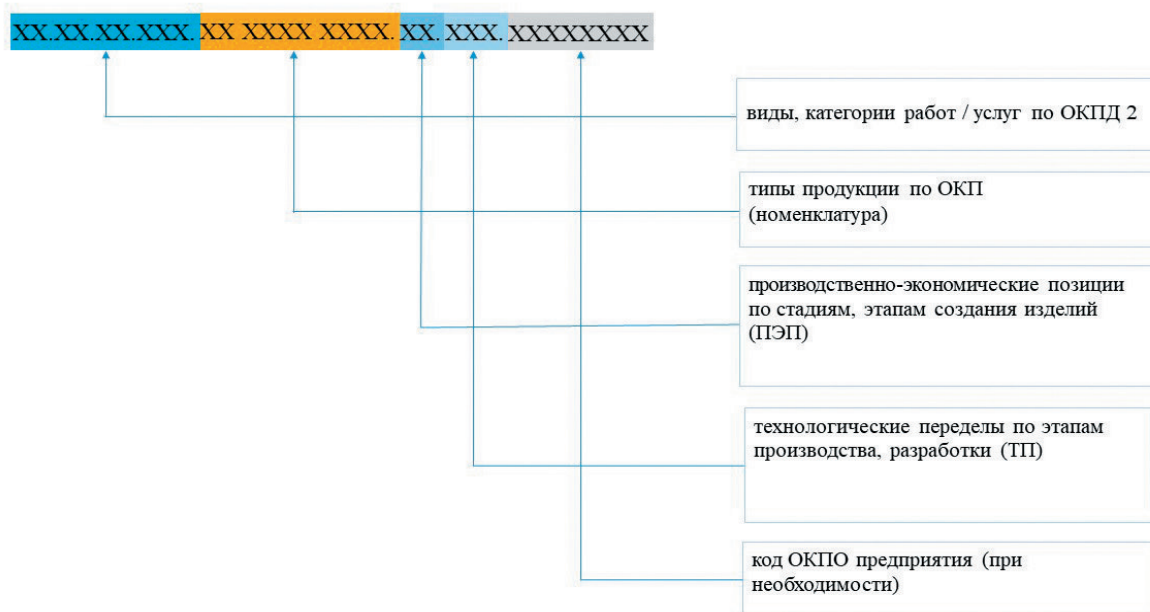 XX.XX.XX.XXX. XX XXXX XXXX. XX. XXX. XXXXXXXX
виды, категории работ / услуг по ОКПД 2
типы продукции по ОКП
(номенклатура)
производственно-экономические позиции
по стадиям, этапам создания изделий
(ПЭП)
технологические переделы по этапам
производства, разработки (ТП)
код ОКПО предприятия (при
необходимости)